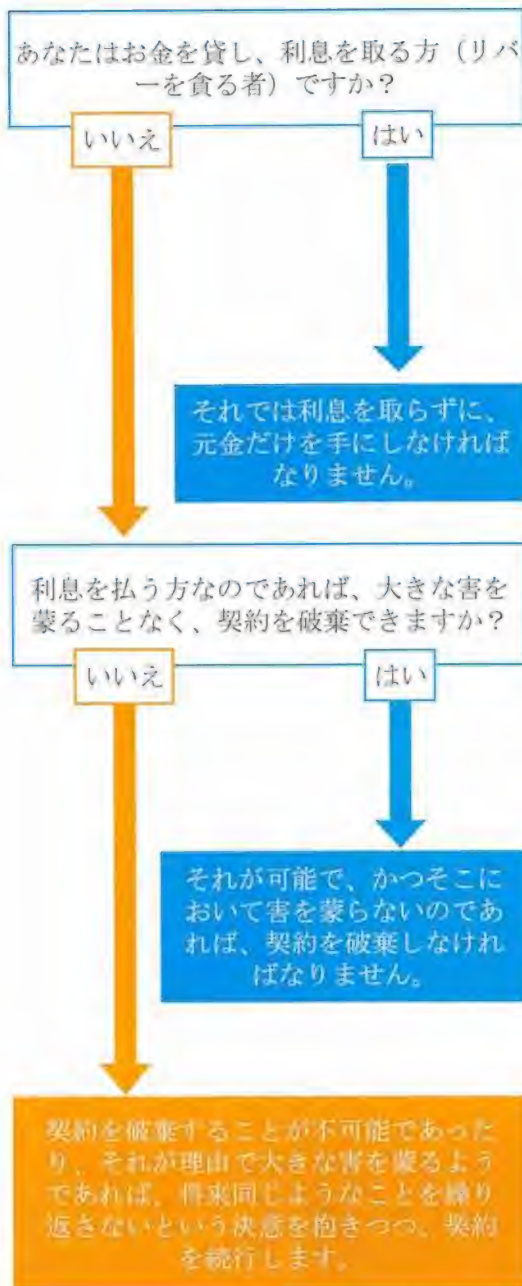 あなたはお金を貸し、利息を取る方（リバ
ーを貪る者）ですか？
いいえ
はい
それでは利息を取らずに、
元金だけを手にしなければ
なりません。
利息を払う方なのであれば、大きな害を
蒙ることなく、契約を破棄できますか？
いいえ
はい
それが可能で、かつそこに
おいて害を蒙らないのであ
れば、契約を破棄しなけれ
ばなりません。
契約を破棄することが不可能であった
り、それが理由で大きな害を蒙るよう
であれば、将来同じようなことを繰り
返さないという決意を抱きつつ、契約
を続行します。